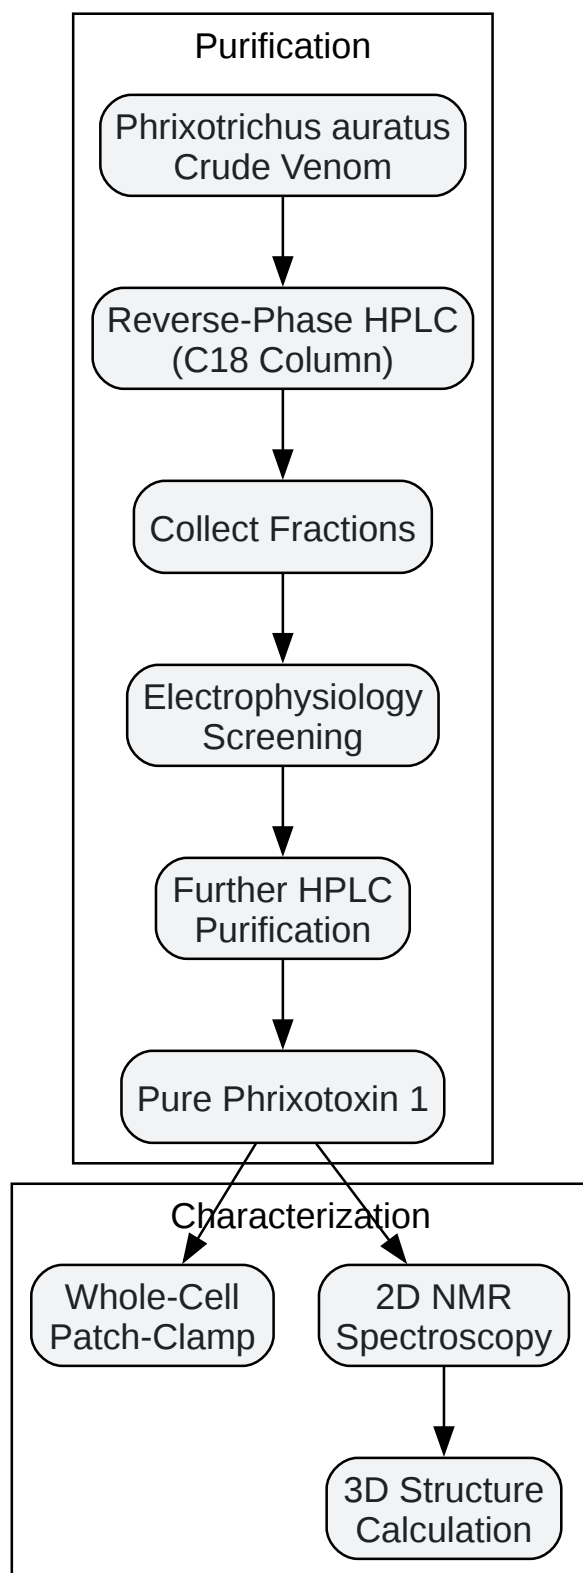 Purification
Phrixotrichus auratus
Crude Venom
Reverse-Phase HPLC
(C18 Column)
Collect Fractions
Electrophysiology
Screening
Further HPLC
Purification
Pure Phrixotoxin 1
Characterization
Whole-Cell
Patch-Clamp
2D NMR
Spectroscopy
3D Structure
Calculation